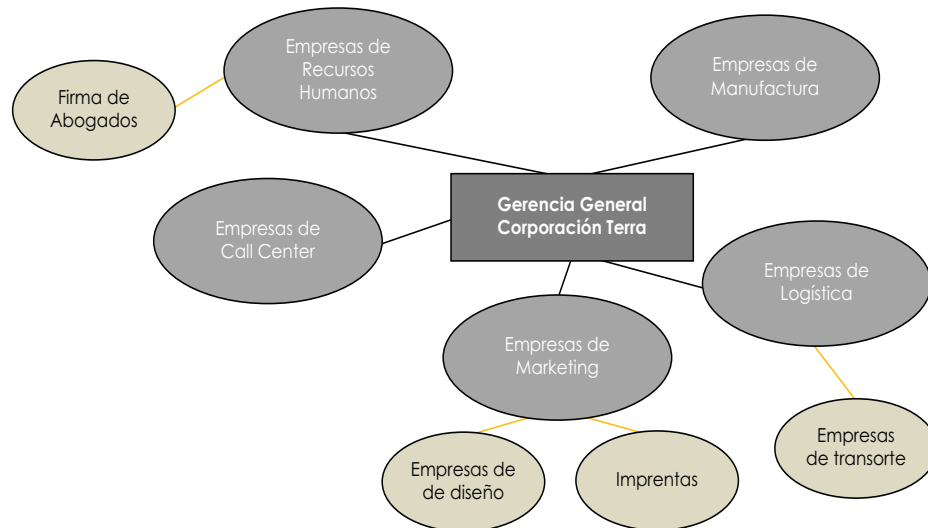 Empresas de
Recursos
Humanos
Empresas de
Manufactura
Firma de
Abogados
Gerencia General
Corporación Terra
Empresas de
Call Center
Empresas de
Logística
Empresas de
Marketing
Empresas
de transorte
Empresas de
de diseño
Imprentas